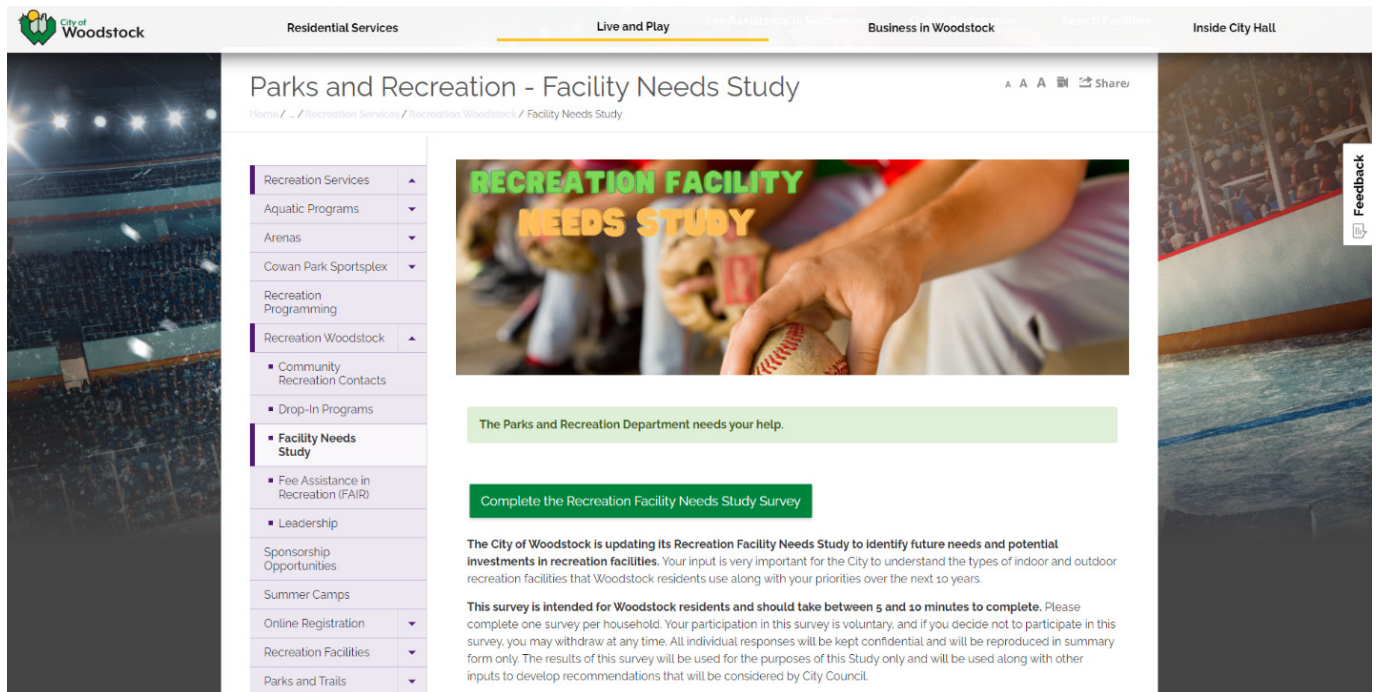 City of
Woodstock
Residential Services
Live and Play
Business in Woodstock
Inside City Hall
Fee Assistance in Recreation
Online Registration
Search Facilities
Parks and Recreation - Facility Needs Study
A A A Share
Home / ... / Recreation Services / Recreation Woodstock / Facility Needs Study
Feedback
Recreation Services
Aquatic Programs
Arenas
Cowan Park Sportsplex
Recreation
Programming
Recreation Woodstock
Community
Recreation Contacts
Drop-In Programs
Facility Needs
Study
Fee Assistance in
Recreation (FAIR)
Leadership
Sponsorship
Opportunities
Summer Camps
Online Registration
Recreation Facilities
Parks and Trails
RECREATION FACILITY
NEEDS STUDY
The Parks and Recreation Department needs your help.
Complete the Recreation Facility Needs Study Survey
The City of Woodstock is updating its Recreation Facility Needs Study to identify future needs and potential
investments in recreation facilities. Your input is very important for the City to understand the types of indoor and outdoor
recreation facilities that Woodstock residents use along with your priorities over the next 10 years.
This survey is intended for Woodstock residents and should take between 5 and 10 minutes to complete. Please
complete one survey per household. Your participation in this survey is voluntary, and if you decide not to participate in this
survey, you may withdraw at any time. All individual responses will be kept confidential and will be reproduced in summary
form only. The results of this survey will be used for the purposes of this Study only and will be used along with other
inputs to develop recommendations that will be considered by City Council.